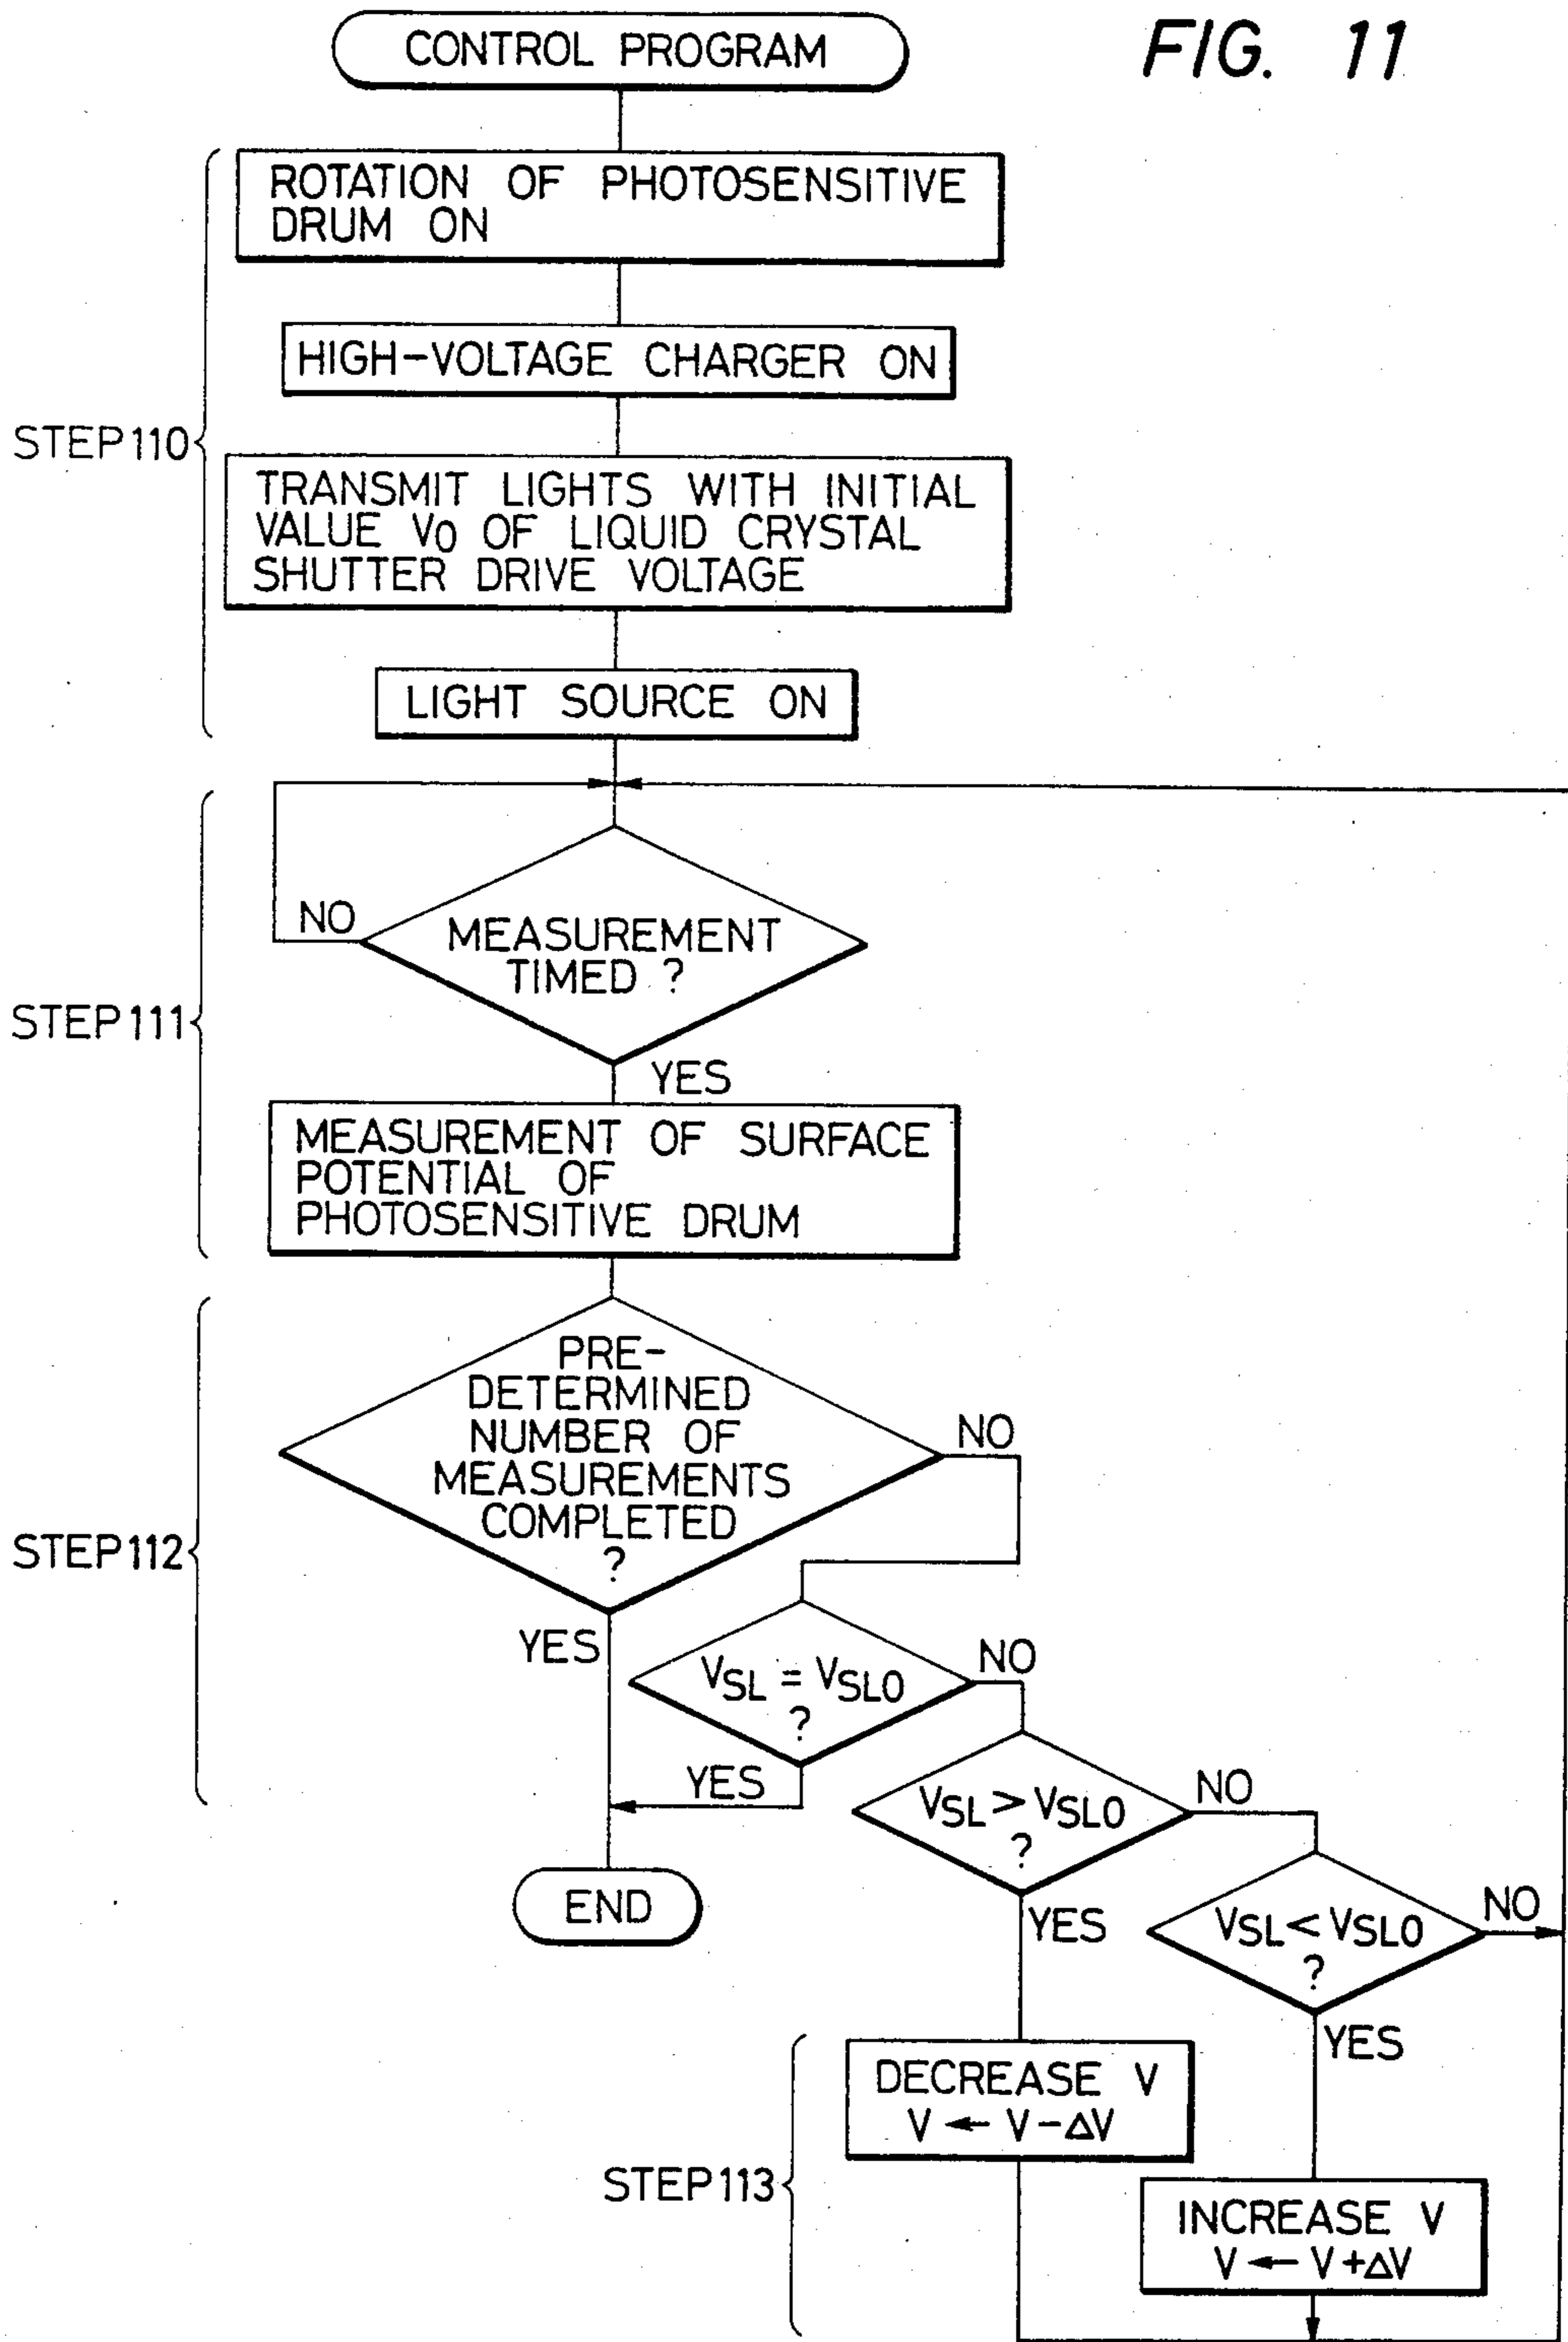 FIG. 11
CONTROL PROGRAM
STEP 110
ROTATION OF PHOTOSENSITIVE
DRUM ON
HIGH-VOLTAGE CHARGER ON
TRANSMIT LIGHTS WITH INITIAL
VALUE V0 OF LIQUID CRYSTAL
SHUTTER DRIVE VOLTAGE
LIGHT SOURCE ON
STEP 111
NO
MEASUREMENT
TIMED ?
YES
MEASUREMENT OF SURFACE
POTENTIAL OF
PHOTOSENSITIVE DRUM
STEP 112
PRE-
DETERMINED
NUMBER OF
MEASUREMENTS
COMPLETED
?
NO
YES
VSL = VSLO
?
NO
YES
VSL > VSLO
?
NO
YES
VSL < VSLO
?
NO
YES
END
STEP 113
DECREASE V
V ← V-ΔV
INCREASE V
V ← V+ΔV